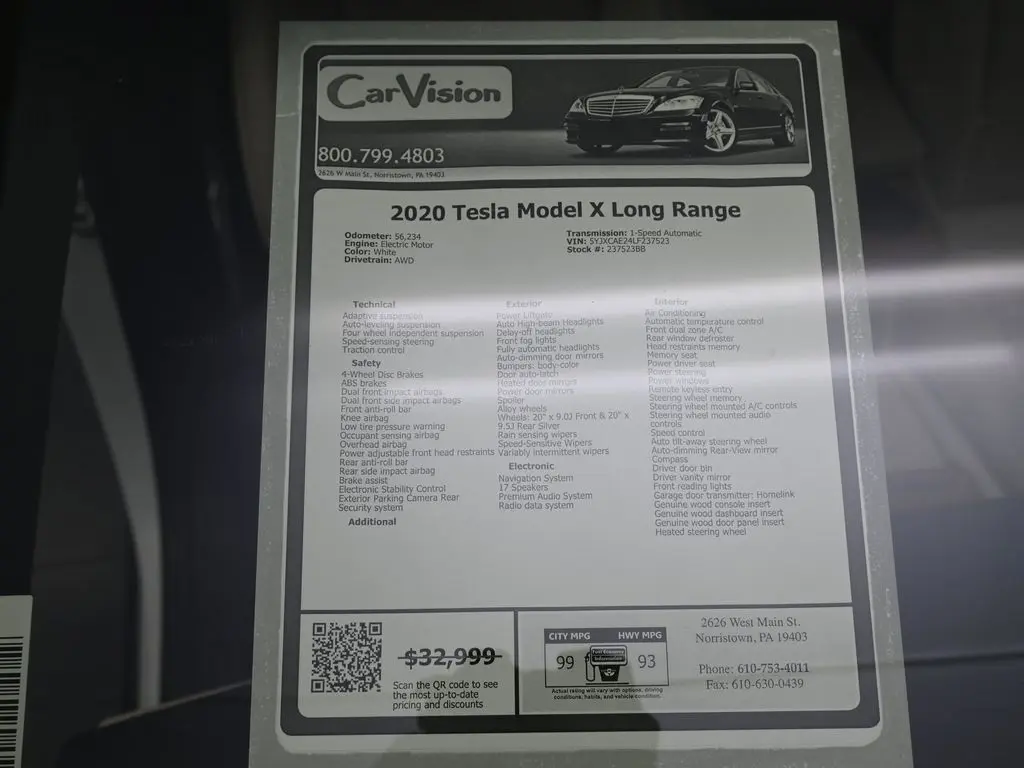 CarVision
800.799.4803
2626 W Main St, Norristown, PA 19403
2020 Tesla Model X Long Range
Odometer: 56,234
Engine: Electric Motor
Color: White
Drivetrain: AWD
Transmission: 1-Speed Automatic
VIN: 5YJXCAE24LF237523
Stock #: 237523BB
Technical
Adaptive suspension
Auto-leveling suspension
Four wheel independent suspension
Speed-sensing steering
Traction control
Safety
4-Wheel Disc Brakes
ABS brakes
Dual front impact airbags
Dual front side impact airbags
Front anti-roll bar
Knee airbag
Low tire pressure warning
Occupant sensing airbag
Overhead airbag
Power adjustable front head restraints
Rear anti-roll bar
Rear side impact airbag
Brake assist
Electronic Stability Control
Exterior Parking Camera Rear
Security system
Additional
Exterior
Power Liftgate
Auto High-beam Headlights
Delay-off headlights
Front fog lights
Fully automatic headlights
Auto-dimming door mirrors
Bumpers: body-color
Door auto-latch
Heated door mirrors
Power door mirrors
Spoiler
Alloy wheels
Wheels: 20" x 9.0J Front & 20" x
9.5J Rear Silver
Rain sensing wipers
Speed-Sensitive Wipers
Variably intermittent wipers
Electronic
Navigation System
17 Speakers
Premium Audio System
Radio data system
Interior
Air Conditioning
Automatic temperature control
Front dual zone A/C
Rear window defroster
Head restraints memory
Memory seat
Power driver seat
Power steering
Power windows
Remote keyless entry
Steering wheel memory
Steering wheel mounted A/C controls
Steering wheel mounted audio
controls
Speed control
Auto tilt-away steering wheel
Auto-dimming Rear-View mirror
Compass
Driver door bin
Driver vanity mirror
Front reading lights
Garage door transmitter: Homelink
Genuine wood console insert
Genuine wood dashboard insert
Genuine wood door panel insert
Heated steering wheel
$32,999
Scan the QR code to see
the most up-to-date
pricing and discounts
CITY MPG HWY MPG
99 93
Fuel Economy
Information
Actual rating will vary with options, driving
conditions, habits, and vehicle condition.
2626 West Main St.
Norristown, PA 19403
Phone: 610-753-4011
Fax: 610-630-0439